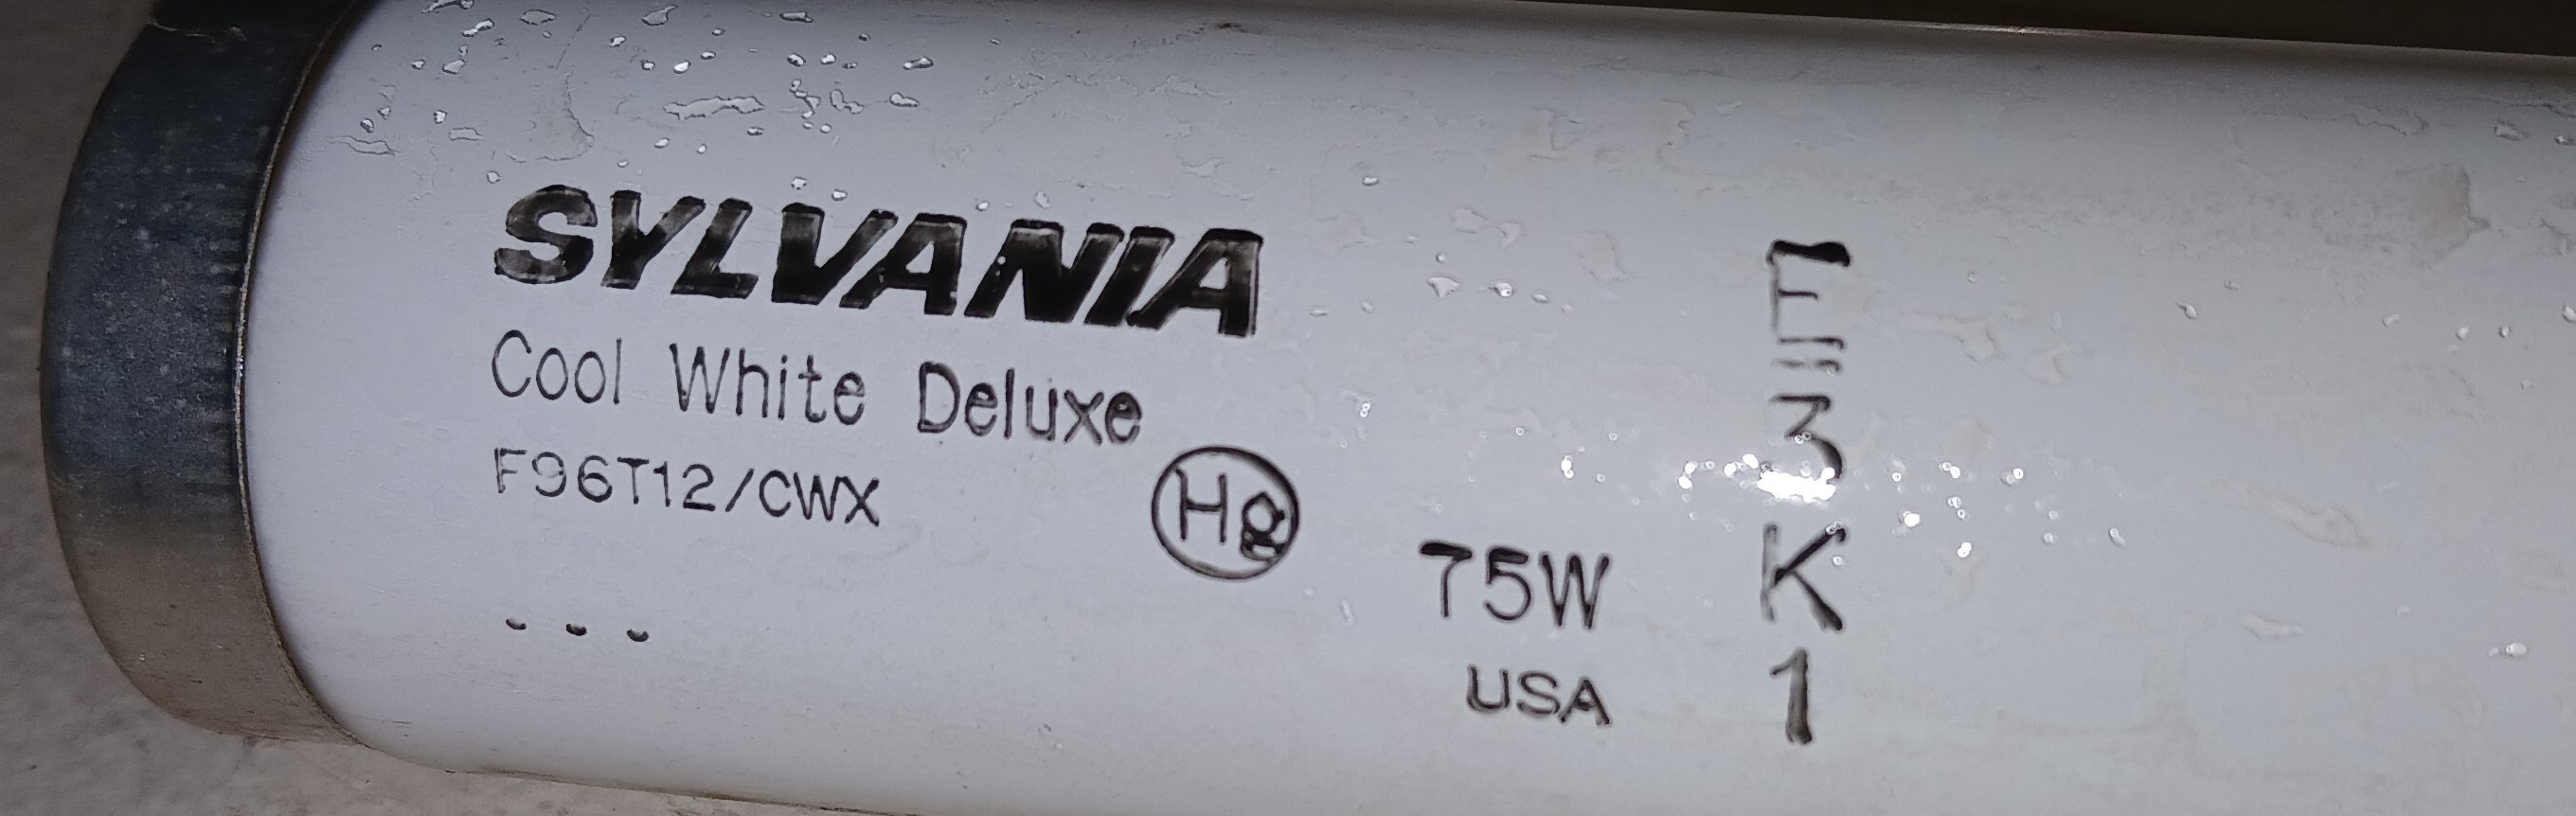 SYLVANIA
Cool White Deluxe
F96T12/CWX
Hg
- - -
75W
USA
3
K
1